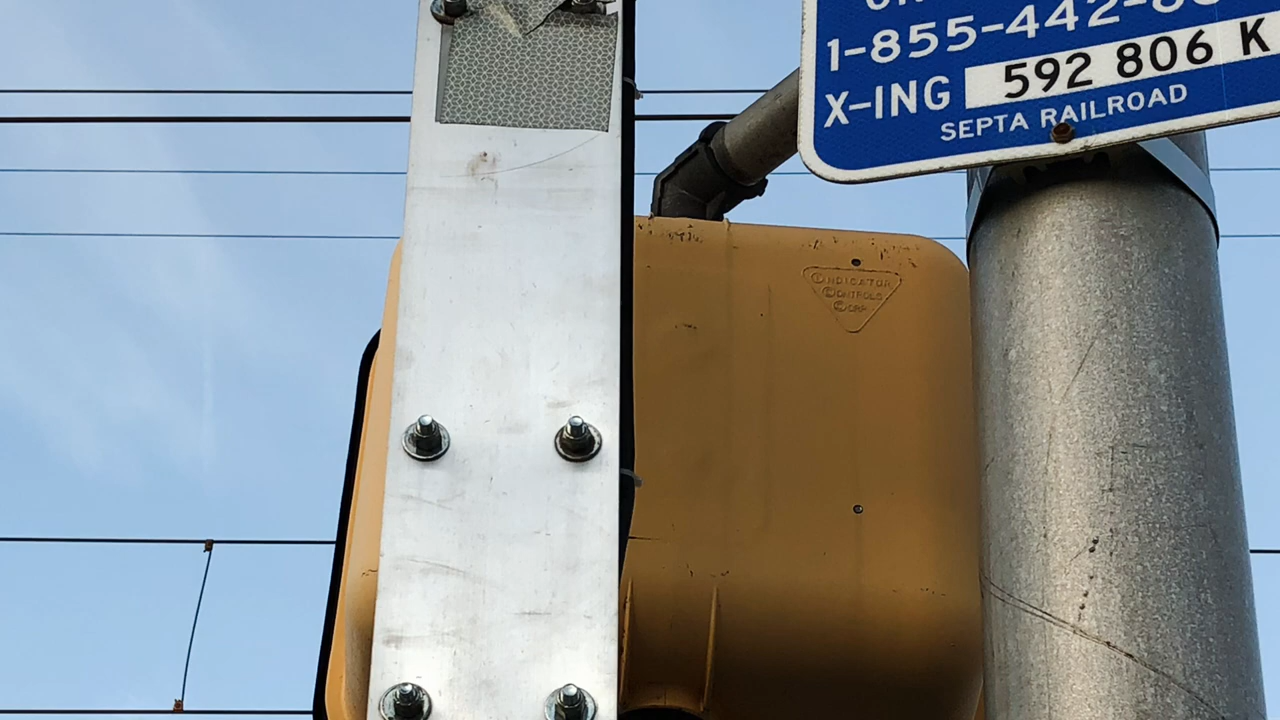 1-855-442-
X-ING 592 806 K
SEPTA RAILROAD
INDICATOR
CONTROLS
CORP